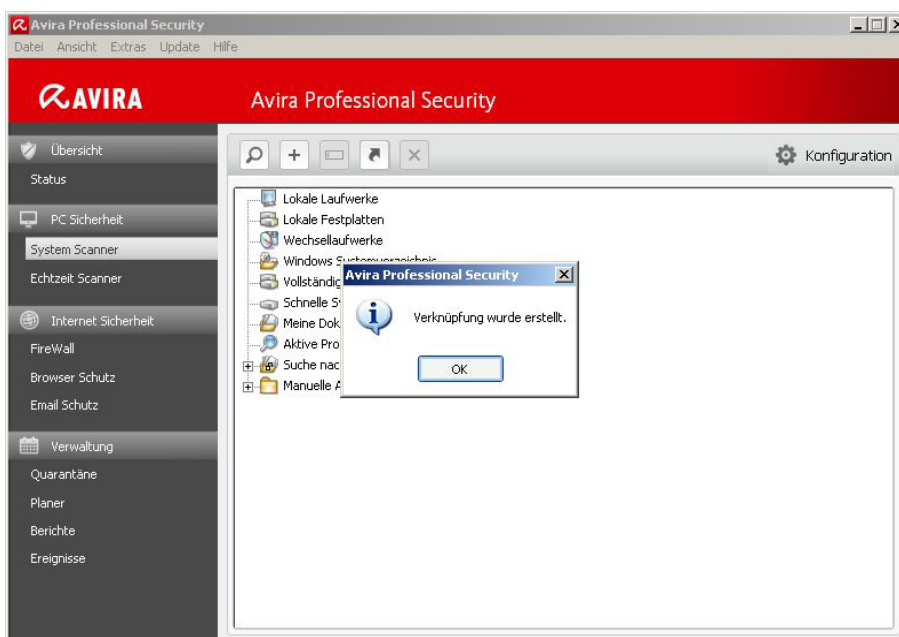 Avira Professional Security
Datei Ansicht Extras Update Hilfe
AVIRA
Avira Professional Security
Übersicht
Status
PC Sicherheit
System Scanner
Echtzeit Scanner
Internet Sicherheit
FireWall
Browser Schutz
Email Schutz
Verwaltung
Quarantäne
Planer
Berichte
Ereignisse
Konfiguration
Lokale Laufwerke
Lokale Festplatten
Wechsellaufwerke
Windows Systemverzeichnis
Vollständig
Schnelle S
Meine Dok
Aktive Pro
Suche nac
Manuelle A
Avira Professional Security
Verknüpfung wurde erstellt.
OK